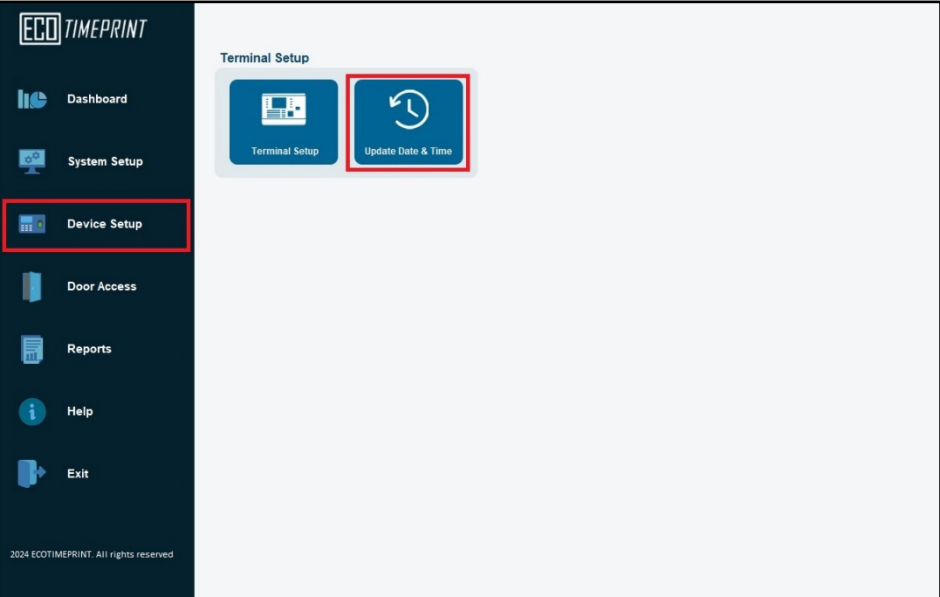 ECO TIMEPRINT
Dashboard
System Setup
Device Setup
Door Access
Reports
Help
Exit
2024 ECOTIMEPRINT. All rights reserved
Terminal Setup
Terminal Setup
Update Date & Time